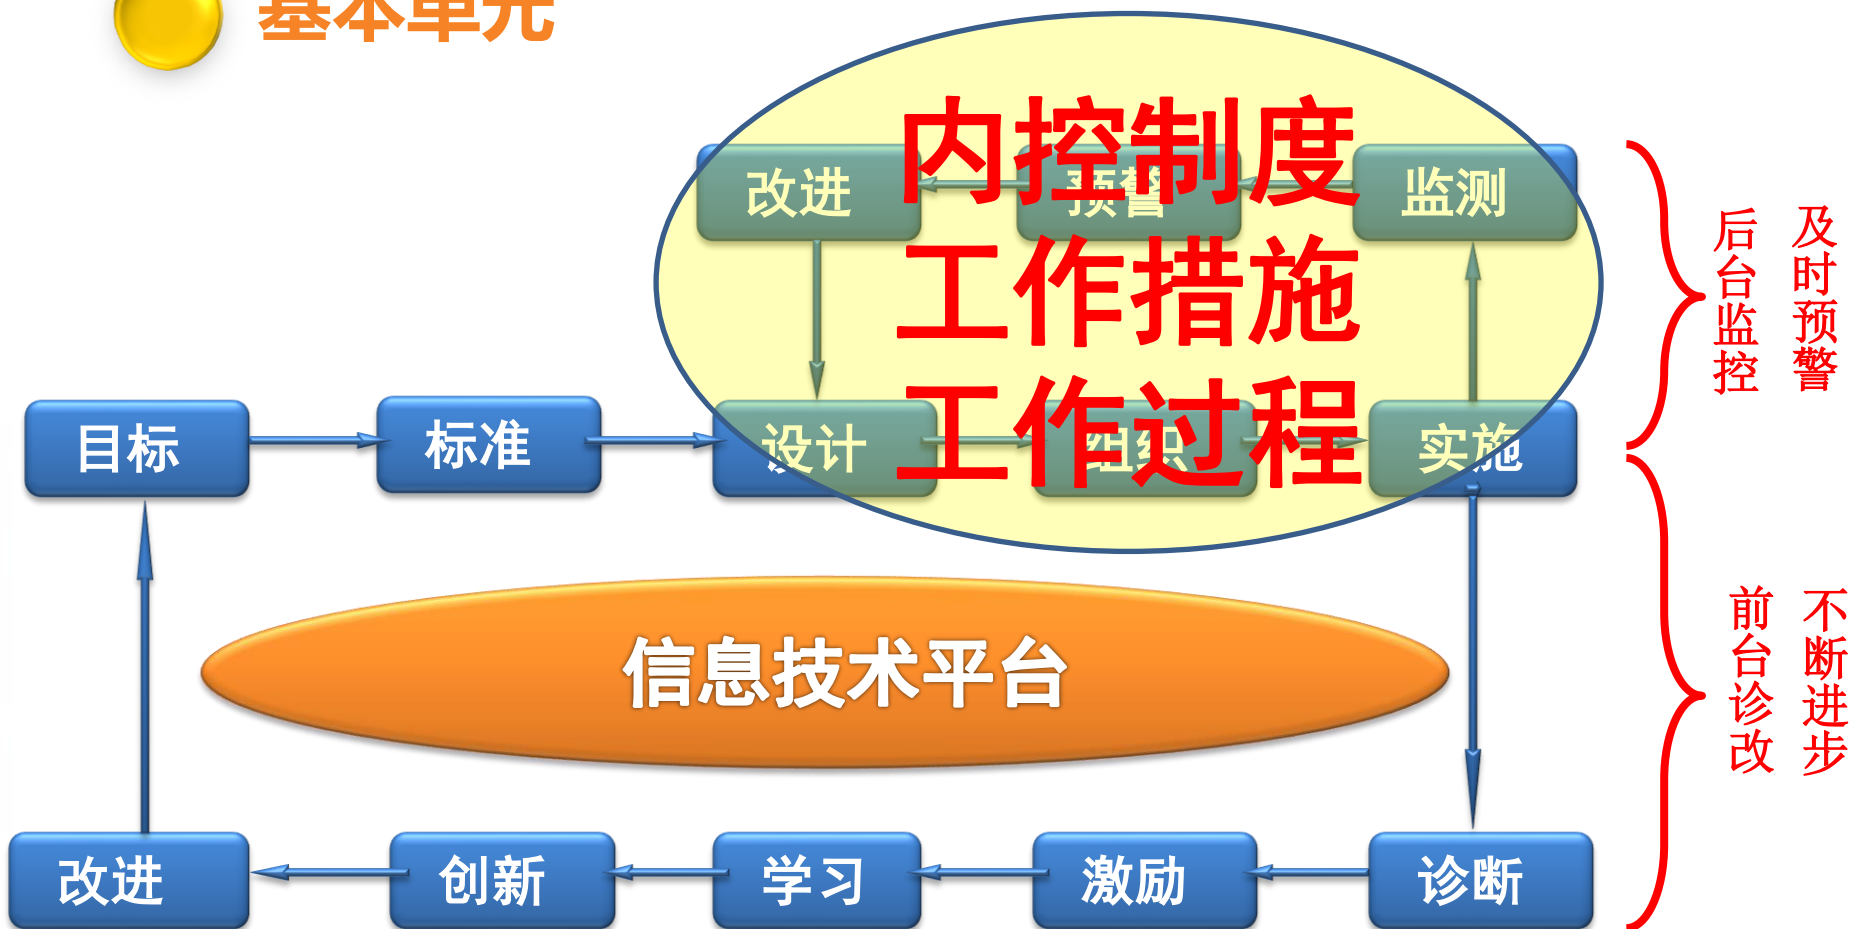 基本单元
内控制度
工作措施
工作过程
改进
预警
监测
目标
标准
设计
组织
实施
信息技术平台
改进
创新
学习
激励
诊断
后台监控
及时预警
前台诊改
不断进步